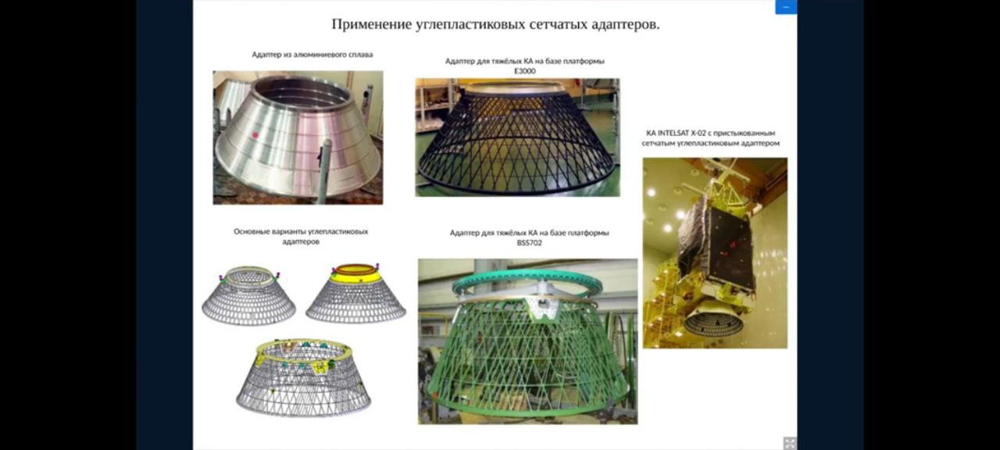 Применение углепластиковых сетчатых адаптеров.
Адаптер из алюминиевого сплава
Адаптер для тяжёлых КА на базе платформы
E3000
КА INTELSAT X-02 с пристыкованным
сетчатым углепластиковым адаптером
Основные варианты углепластиковых
адаптеров
Адаптер для тяжёлых КА на базе платформы
BSS702